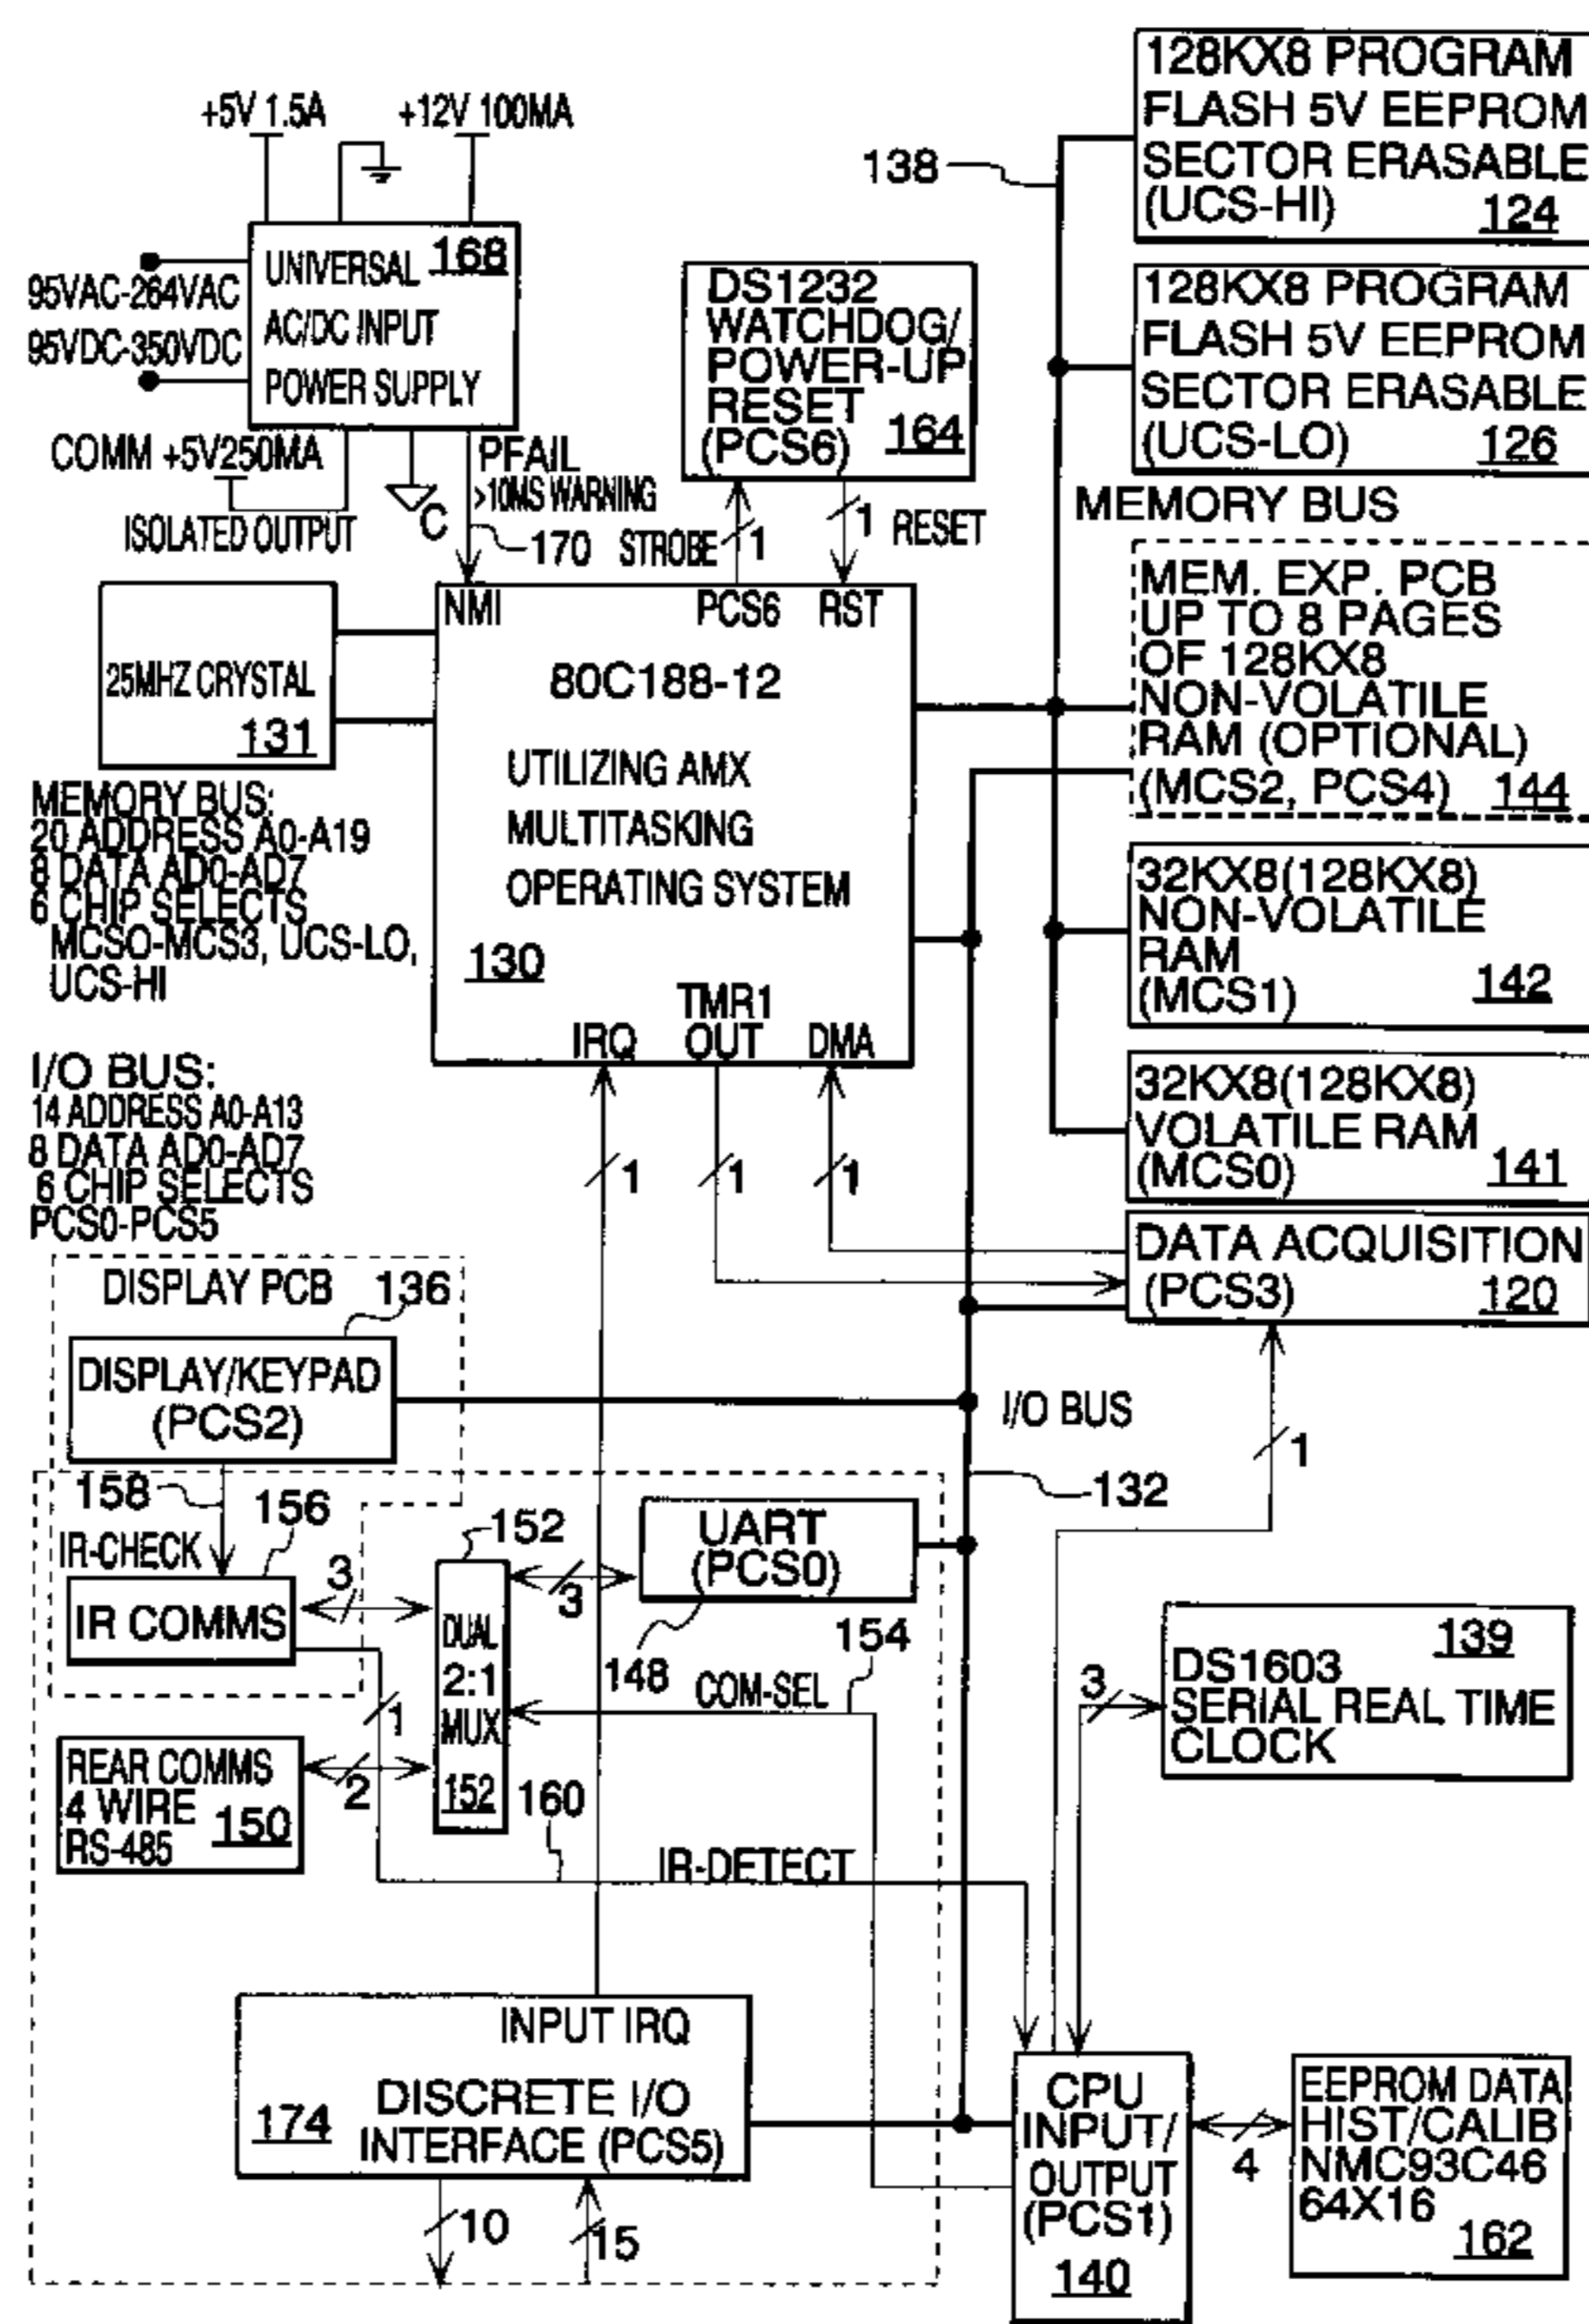 +5V 1.5A
+12V 100MA
UNIVERSAL 168
AC/DC INPUT
POWER SUPPLY
95VAC-264VAC
95VDC-350VDC
COMM +5V250MA
ISOLATED OUTPUT
C
PFAIL
>10MS WARNING
170
STROBE
1
1
RESET
DS1232
WATCHDOG/
POWER-UP
RESET
(PCS6)
164
138
128KX8 PROGRAM
FLASH 5V EEPROM
SECTOR ERASABLE
(UCS-HI)
124
128KX8 PROGRAM
FLASH 5V EEPROM
SECTOR ERASABLE
(UCS-LO)
126
MEMORY BUS
MEM. EXP. PCB
UP TO 8 PAGES
OF 128KX8
NON-VOLATILE
RAM (OPTIONAL)
(MCS2, PCS4)
144
32KX8(128KX8)
NON-VOLATILE
RAM
(MCS1)
142
32KX8(128KX8)
VOLATILE RAM
(MCS0)
141
DATA ACQUISITION
(PCS3)
120
25MHZ CRYSTAL
131
NMI
PCS6
RST
80C188-12
UTILIZING AMX
MULTITASKING
OPERATING SYSTEM
130
IRQ
TMR1
OUT
DMA
1
1
1
MEMORY BUS:
20 ADDRESS A0-A19
8 DATA AD0-AD7
6 CHIP SELECTS
MCSO-MCS3, UCS-LO,
UCS-HI
I/O BUS:
14 ADDRESS A0-A13
8 DATA AD0-AD7
6 CHIP SELECTS
PCS0-PCS5
DISPLAY PCB
136
DISPLAY/KEYPAD
(PCS2)
I/O BUS
1
132
158
156
IR-CHECK
IR COMMS
3
152
DUAL
2:1
MUX
152
3
UART
(PCS0)
148
154
COM-SEL
1
REAR COMMS
4 WIRE
RS-485
150
2
160
IR-DETECT
139
DS1603
SERIAL REAL TIME
CLOCK
3
INPUT IRQ
174
DISCRETE I/O
INTERFACE (PCS5)
10
15
CPU
INPUT/
OUTPUT
(PCS1)
140
4
EEPROM DATA
HIST/CALIB
NMC93C46
64X16
162